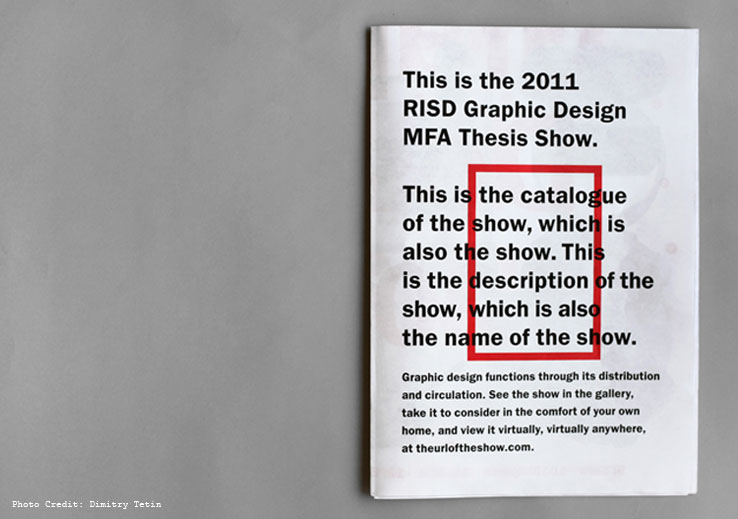 This is the 2011
RISD Graphic Design
MFA Thesis Show.
This is the catalogue
of the show, which is
also the show. This
is the description of the
show, which is also
the name of the show.
Graphic design functions through its distribution
and circulation. See the show in the gallery,
take it to consider in the comfort of your own
home, and view it virtually, virtually anywhere,
at theurloftheshow.com.
Photo Credit: Dimitry Tetin